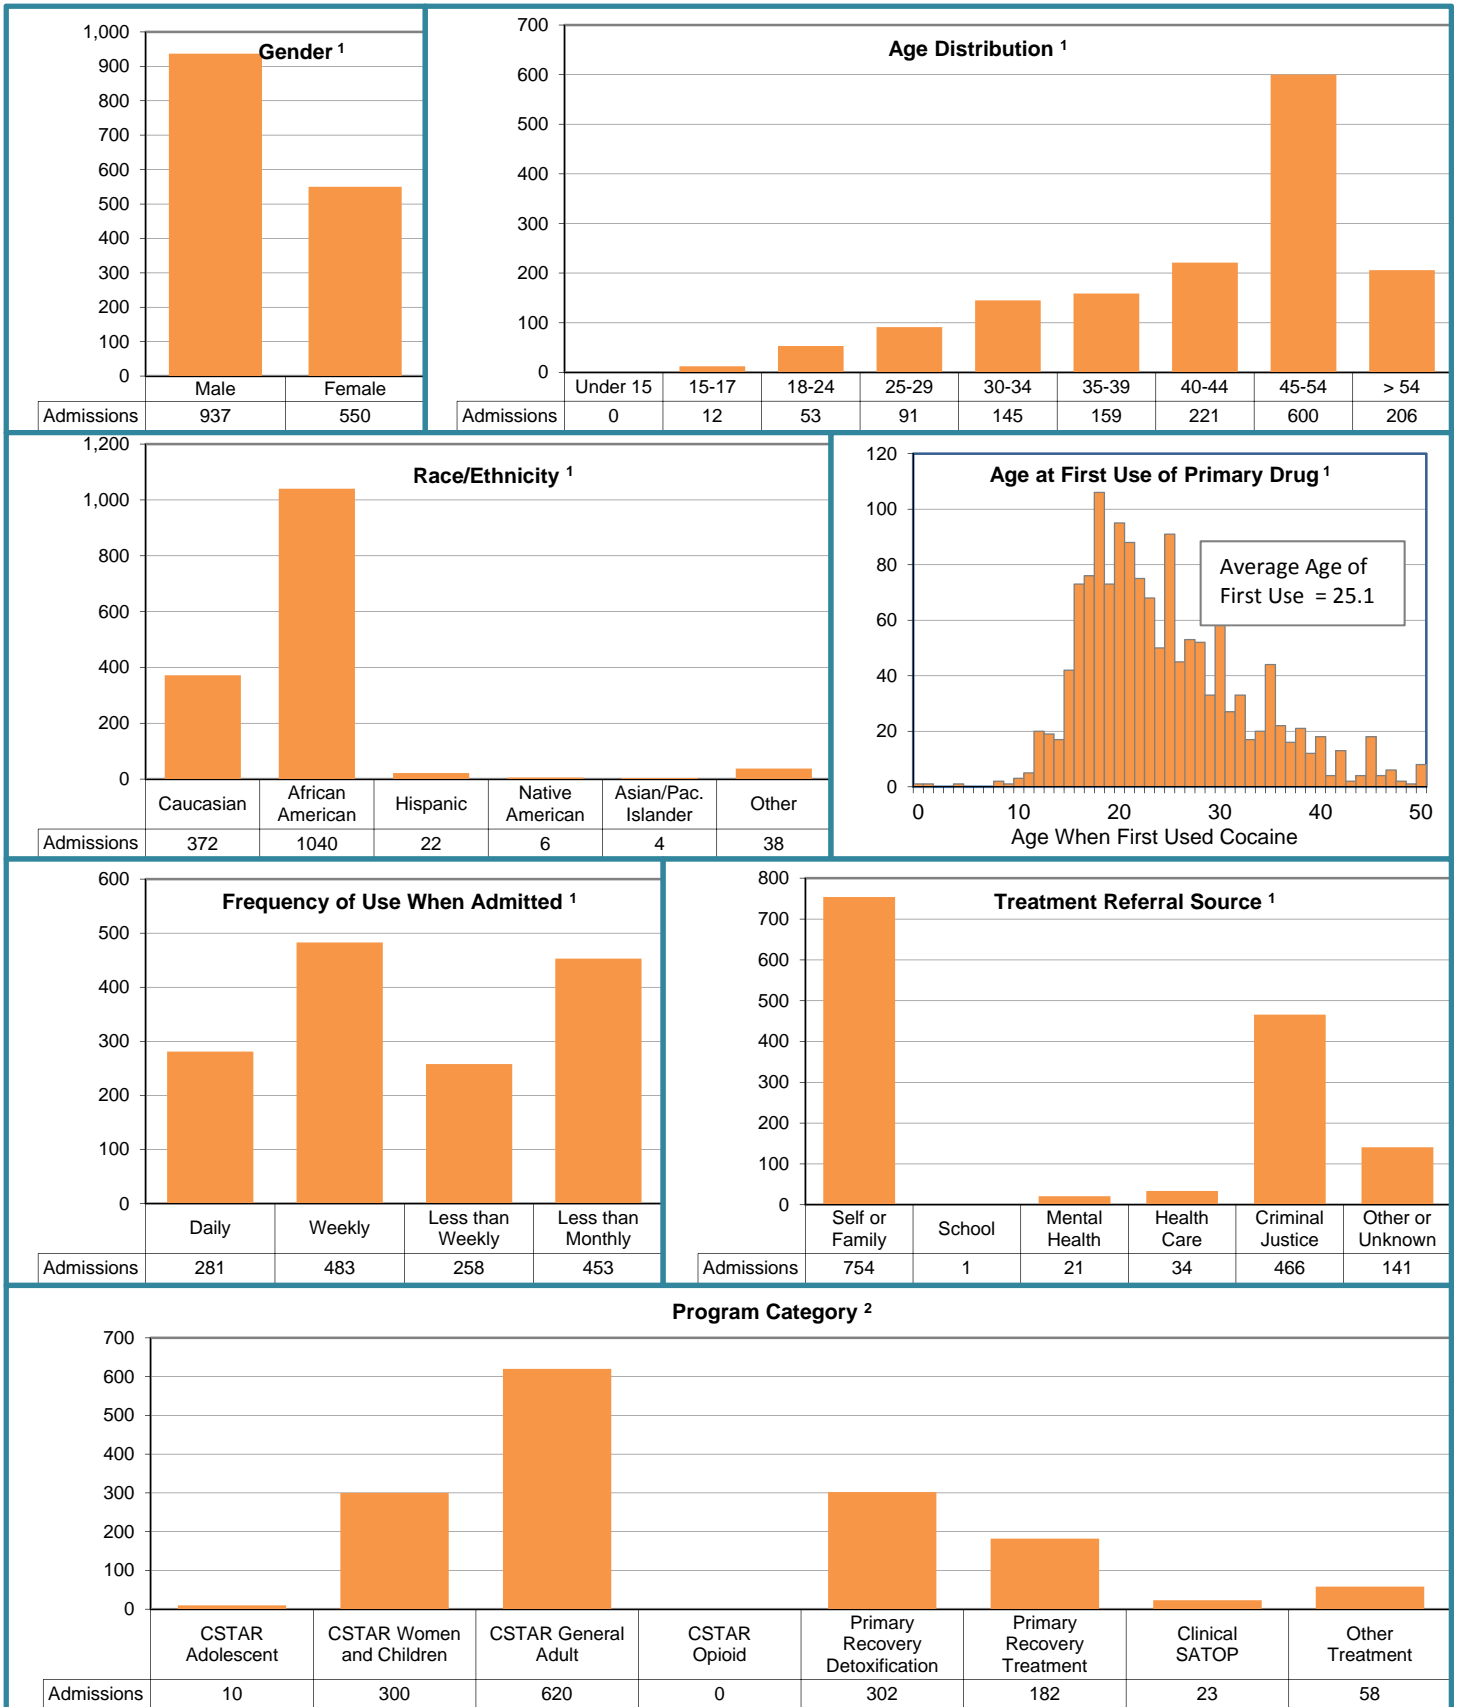 Gender 1
1,000
900
800
700
600
500
400
300
200
100
0
Male Female
Admissions 937 550
Age Distribution 1
700
600
500
400
300
200
100
0
Under 15 15-17 18-24 25-29 30-34 35-39 40-44 45-54 > 54
Admissions 0 12 53 91 145 159 221 600 206
Race/Ethnicity 1
1,200
1,000
800
600
400
200
0
Caucasian African American Hispanic Native American Asian/Pac. Islander Other
Admissions 372 1040 22 6 4 38
Age at First Use of Primary Drug 1
120
100
80
60
40
20
0
Average Age of
First Use = 25.1
0 10 20 30 40 50
Age When First Used Cocaine
Frequency of Use When Admitted 1
600
500
400
300
200
100
0
Daily Weekly Less than Weekly Less than Monthly
Admissions 281 483 258 453
Treatment Referral Source 1
800
700
600
500
400
300
200
100
0
Self or Family School Mental Health Health Care Criminal Justice Other or Unknown
Admissions 754 1 21 34 466 141
Program Category 2
700
600
500
400
300
200
100
0
CSTAR Adolescent CSTAR Women and Children CSTAR General Adult CSTAR Opioid Primary Recovery Detoxification Primary Recovery Treatment Clinical SATOP Other Treatment
Admissions 10 300 620 0 302 182 23 58